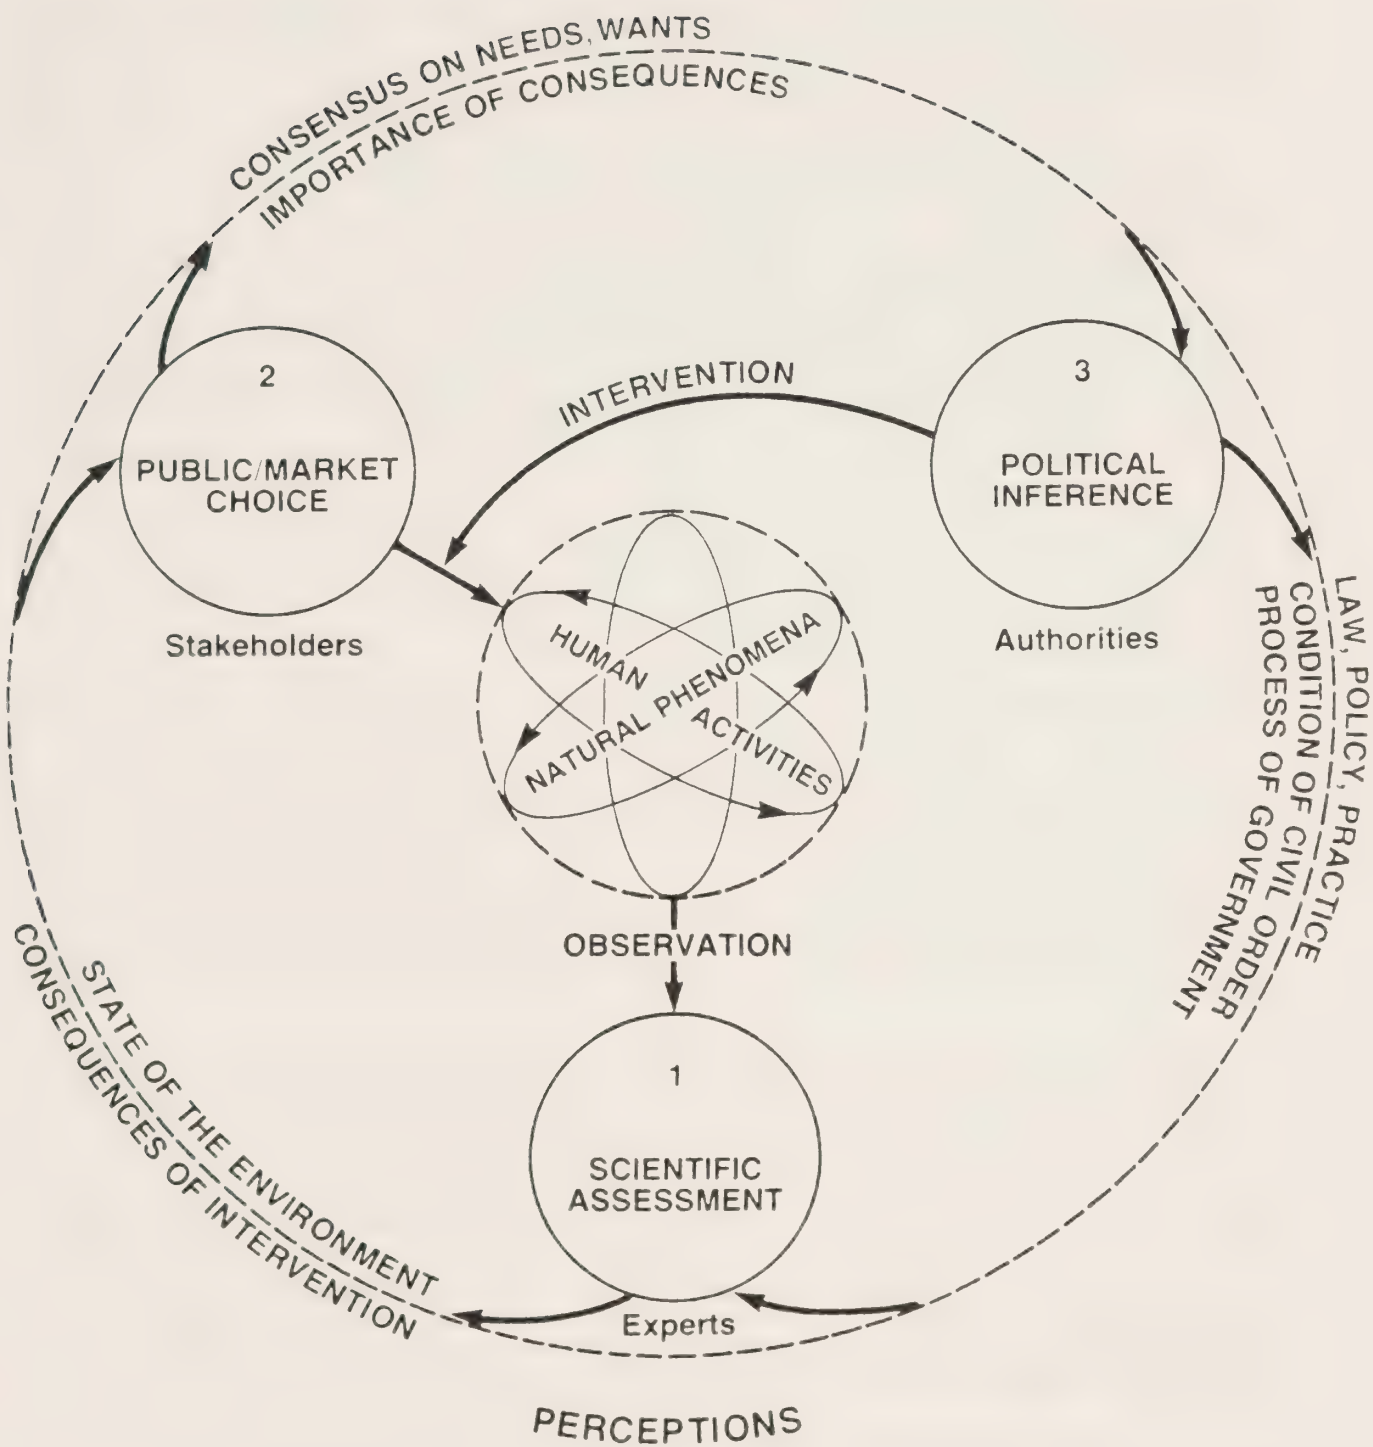 CONSENSUS ON NEEDS, WANTS
IMPORTANCE OF CONSEQUENCES
2
PUBLIC/MARKET
CHOICE
Stakeholders
INTERVENTION
3
POLITICAL
INFERENCE
Authorities
HUMAN
ACTIVITIES
NATURAL PHENOMENA
LAW, POLICY, PRACTICE
CONDITION OF CIVIL ORDER
PROCESS OF GOVERNMENT
OBSERVATION
1
SCIENTIFIC
ASSESSMENT
Experts
STATE OF THE ENVIRONMENT
CONSEQUENCES OF INTERVENTION
PERCEPTIONS